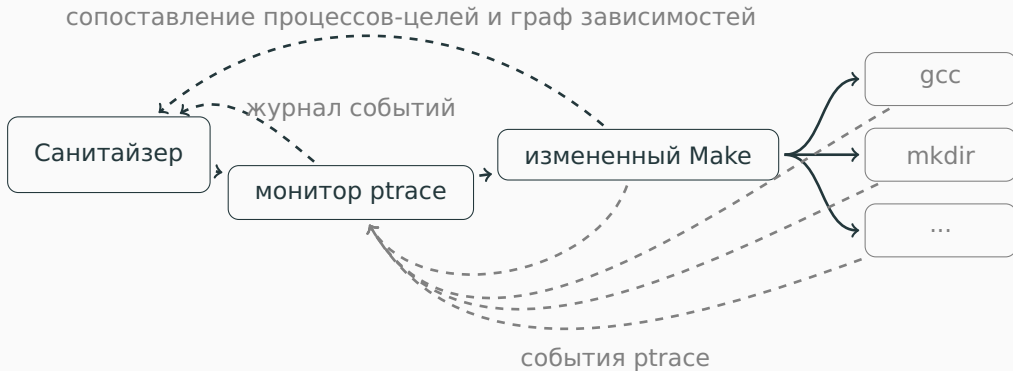 сопоставление процессов-целей и граф зависимостей
журнал событий
Санитайзер
монитор ptrace
измененный Make
gcc
mkdir
...
события ptrace